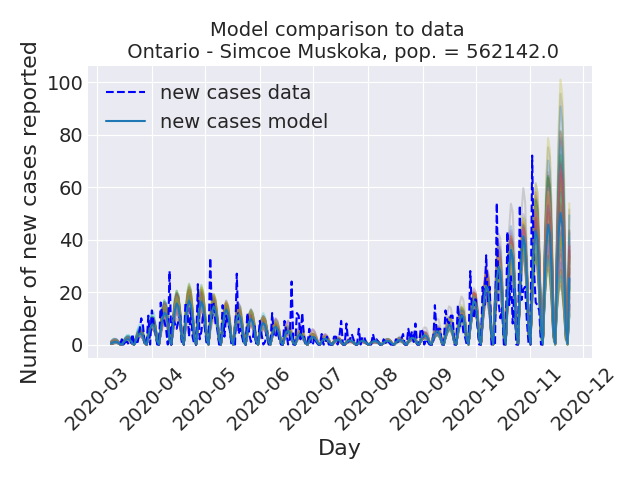 Model comparison to data
Ontario - Simcoe Muskoka, pop. = 562142.0
Number of new cases reported
100
80
60
40
20
0
new cases data
new cases model
2020-03
2020-04
2020-05
2020-06
2020-07
2020-08
2020-09
2020-10
2020-11
2020-12
Day